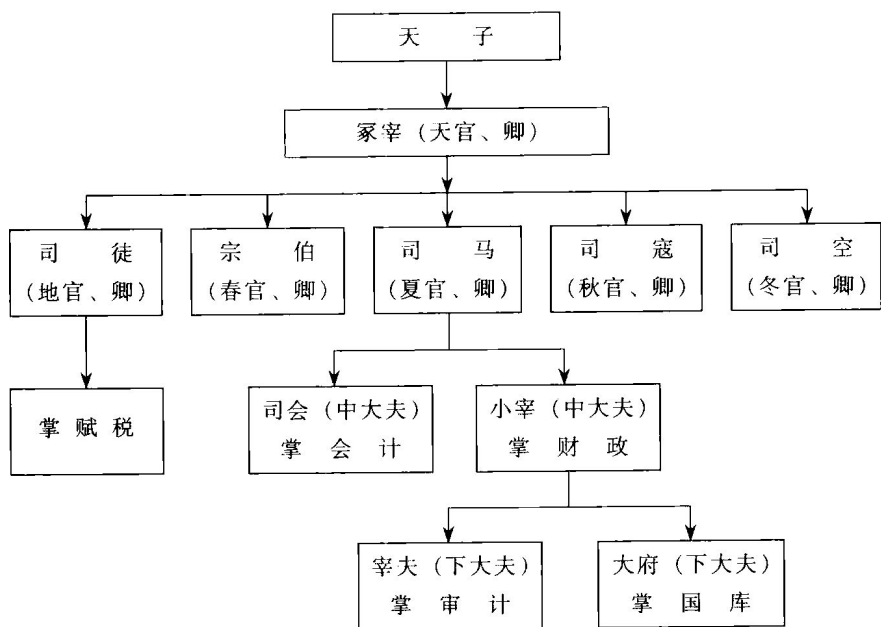 天 子
冢宰（天官、卿）
司 徒
（地官、卿）
宗 伯
（春官、卿）
司 马
（夏官、卿）
司 寇
（秋官、卿）
司 空
（冬官、卿）
掌 赋 税
司会（中大夫）
掌 会 计
小宰（中大夫）
掌 财 政
宰夫（下大夫）
掌 审 计
大府（下大夫）
掌 国 库